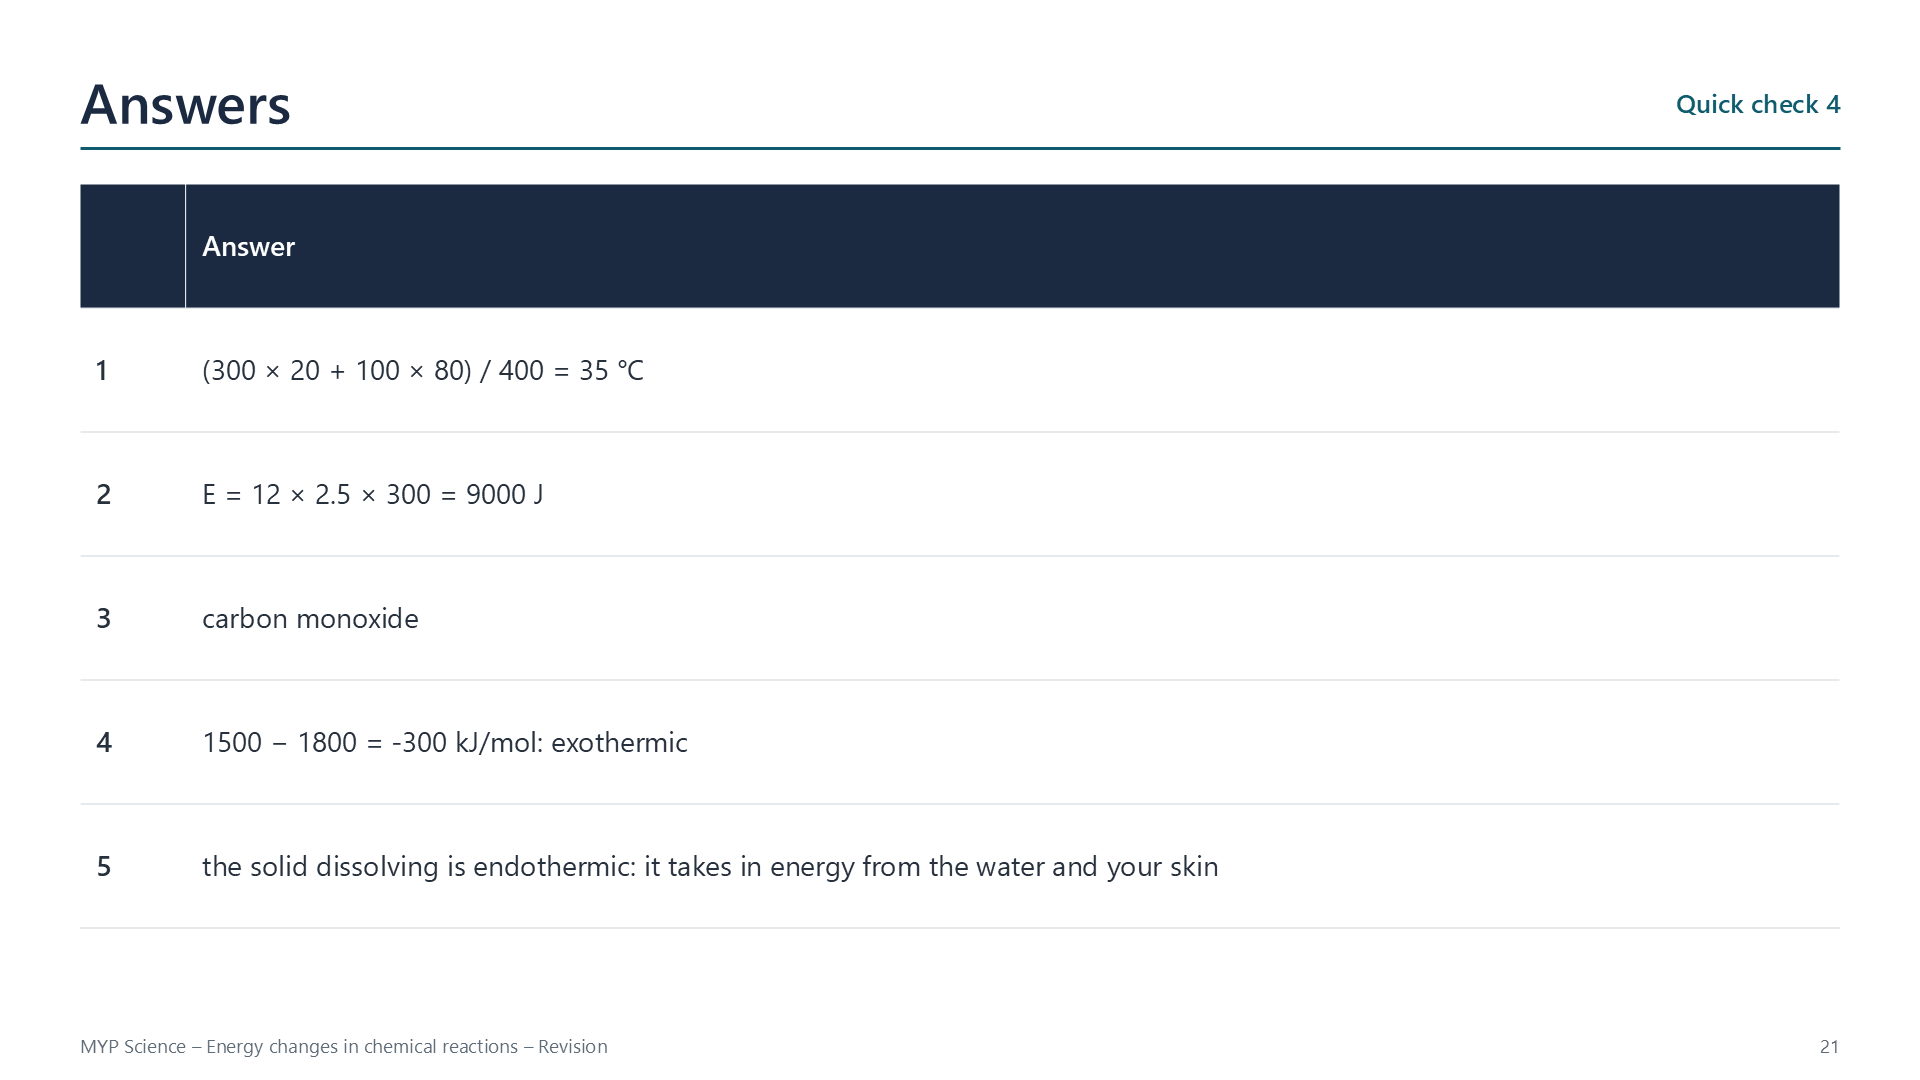 Answers
Quick check 4
Answer
1 (300 × 20 + 100 × 80) / 400 = 35 °C
2 E = 12 × 2.5 × 300 = 9000 J
3 carbon monoxide
4 1500 − 1800 = -300 kJ/mol: exothermic
5 the solid dissolving is endothermic: it takes in energy from the water and your skin
MYP Science – Energy changes in chemical reactions – Revision
21